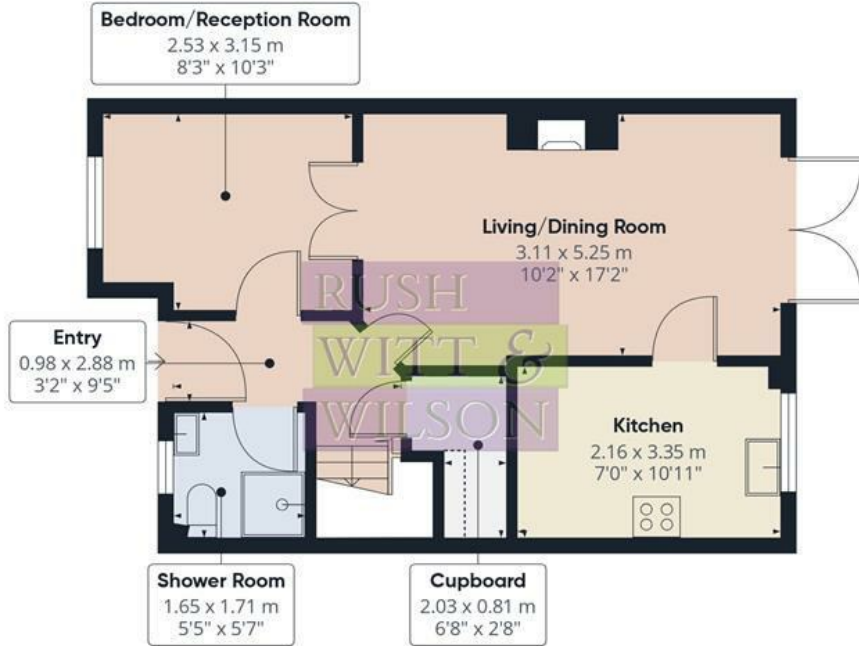 Bedroom/Reception Room
2.53 x 3.15 m
8'3" x 10'3"
Living/Dining Room
3.11 x 5.25 m
10'2" x 17'2"
RUSH
WITT &
WILSON
Entry
0.98 x 2.88 m
3'2" x 9'5"
Kitchen
2.16 x 3.35 m
7'0" x 10'11"
Shower Room
1.65 x 1.71 m
5'5" x 5'7"
Cupboard
2.03 x 0.81 m
6'8" x 2'8"